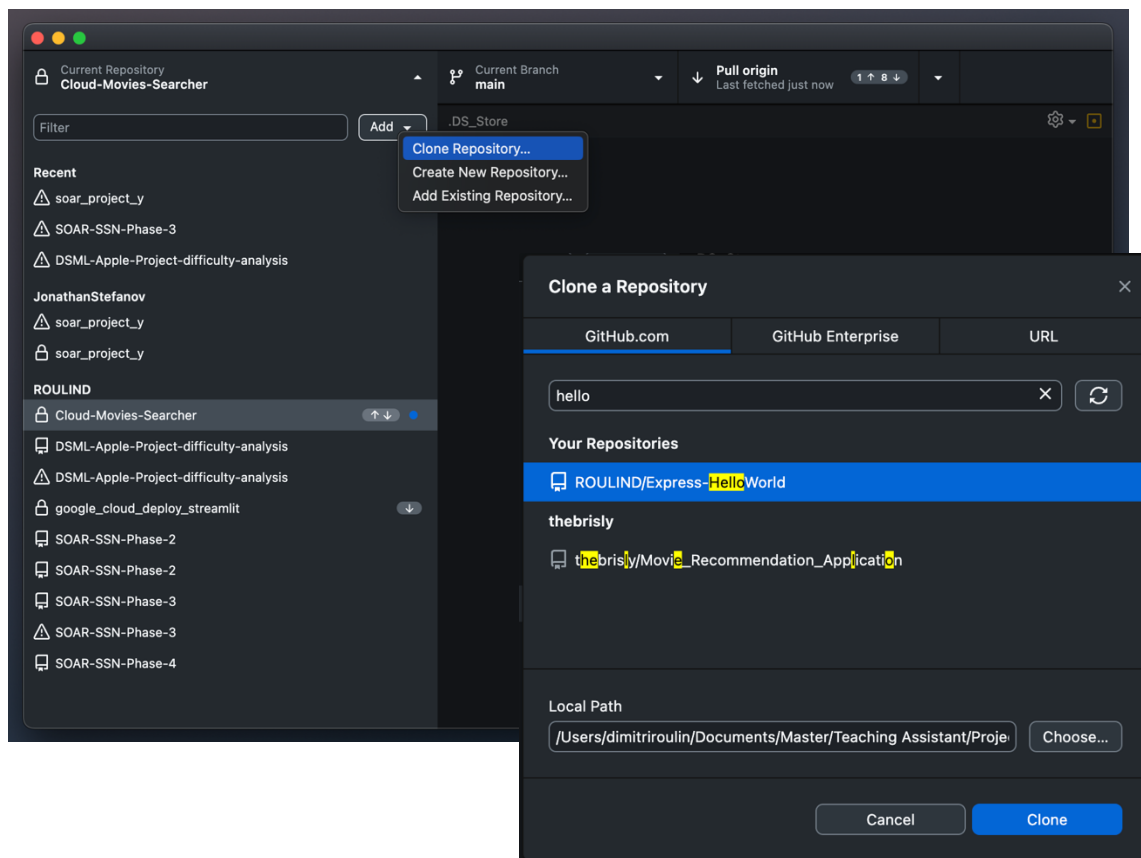 Current Repository
Cloud-Movies-Searcher
Current Branch
main
Pull origin
Last fetched just now
1 ↑ 8 ↓
Filter
Add
.DS_Store
Clone Repository...
Create New Repository...
Add Existing Repository...
Recent
soar_project_y
SOAR-SSN-Phase-3
DSML-Apple-Project-difficulty-analysis
JonathanStefanov
soar_project_y
soar_project_y
ROULIND
Cloud-Movies-Searcher
DSML-Apple-Project-difficulty-analysis
DSML-Apple-Project-difficulty-analysis
google_cloud_deploy_streamlit
SOAR-SSN-Phase-2
SOAR-SSN-Phase-2
SOAR-SSN-Phase-3
SOAR-SSN-Phase-3
SOAR-SSN-Phase-4
Clone a Repository
GitHub.com
GitHub Enterprise
URL
hello
Your Repositories
ROULIND/Express-HelloWorld
thebrisly
thebrisly/Movie_Recommendation_Application
Local Path
/Users/dimitriroulin/Documents/Master/Teaching Assistant/Proje
Choose...
Cancel
Clone